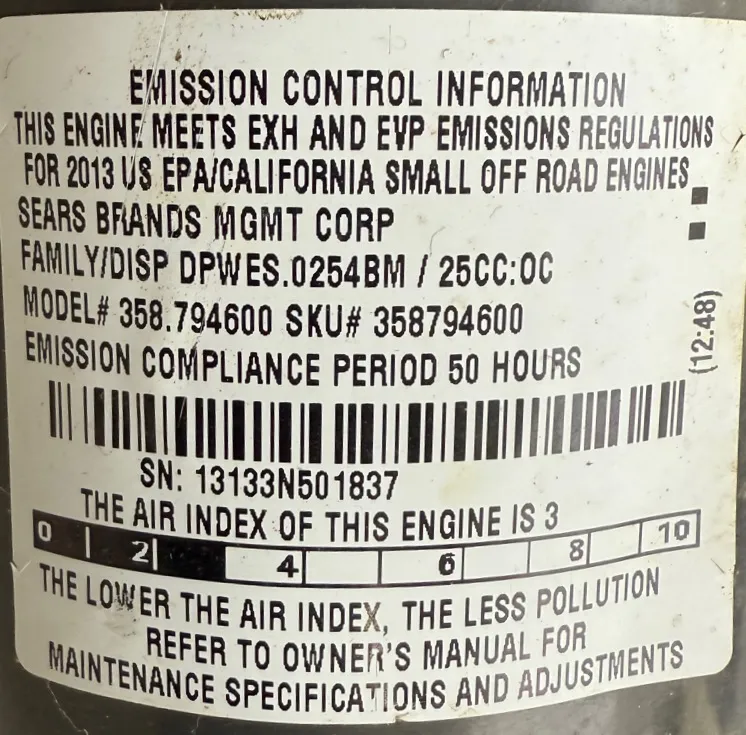 EMISSION CONTROL INFORMATION
THIS ENGINE MEETS EXH AND EVP EMISSIONS REGULATIONS
FOR 2013 US EPA/CALIFORNIA SMALL OFF ROAD ENGINES
SEARS BRANDS MGMT CORP
FAMILY/DISP DPWES.0254BM / 25CC:OC
MODEL# 358.794600 SKU# 358794600
EMISSION COMPLIANCE PERIOD 50 HOURS
(12:48)
SN: 13133N501837
THE AIR INDEX OF THIS ENGINE IS 3
0 2 4 6 8 10
THE LOWER THE AIR INDEX, THE LESS POLLUTION
REFER TO OWNER'S MANUAL FOR
MAINTENANCE SPECIFICATIONS AND ADJUSTMENTS